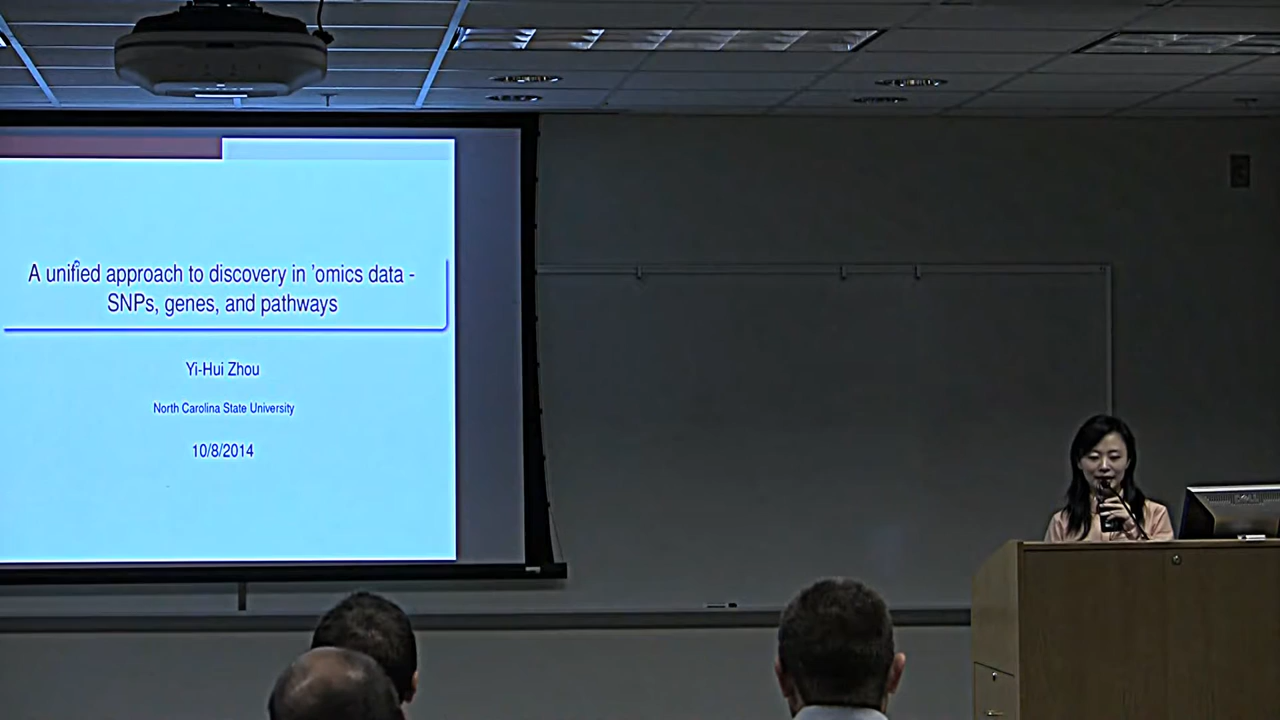 A unified approach to discovery in 'omics data -
SNPs, genes, and pathways
Yi-Hui Zhou
North Carolina State University
10/8/2014